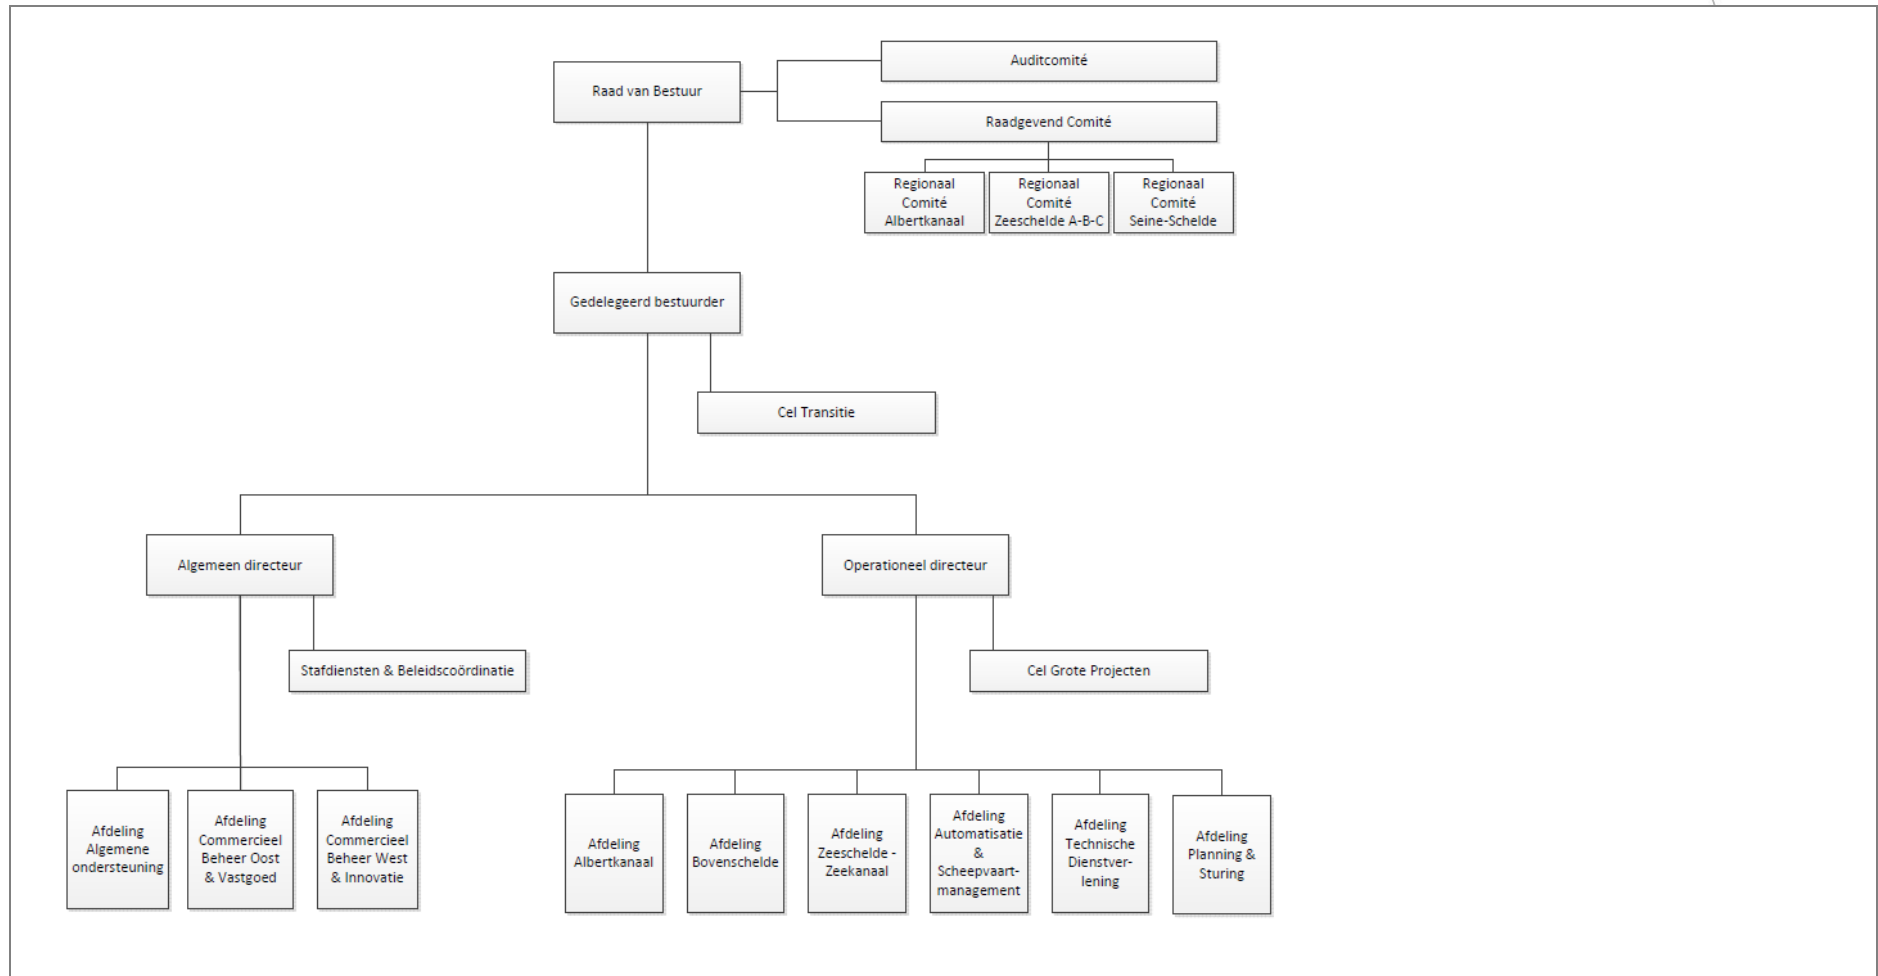 Auditcomité
Raad van Bestuur
Raadgevend Comité
Regionaal
Comité
Albertkanaal
Regionaal
Comité
Zeeschelde A-B-C
Regionaal
Comité
Seine-Schelde
Gedelegeerd bestuurder
Cel Transitie
Algemeen directeur
Operationeel directeur
Stafdiensten & Beleidscoördinatie
Cel Grote Projecten
Afdeling
Algemene
ondersteuning
Afdeling
Commercieel
Beheer Oost
& Vastgoed
Afdeling
Commercieel
Beheer West
& Innovatie
Afdeling
Albertkanaal
Afdeling
Bovenschelde
Afdeling
Zeeschelde -
Zeekanaal
Afdeling
Automatisatie
&
Scheepvaart-
management
Afdeling
Technische
Dienstver-
lening
Afdeling
Planning &
Sturing